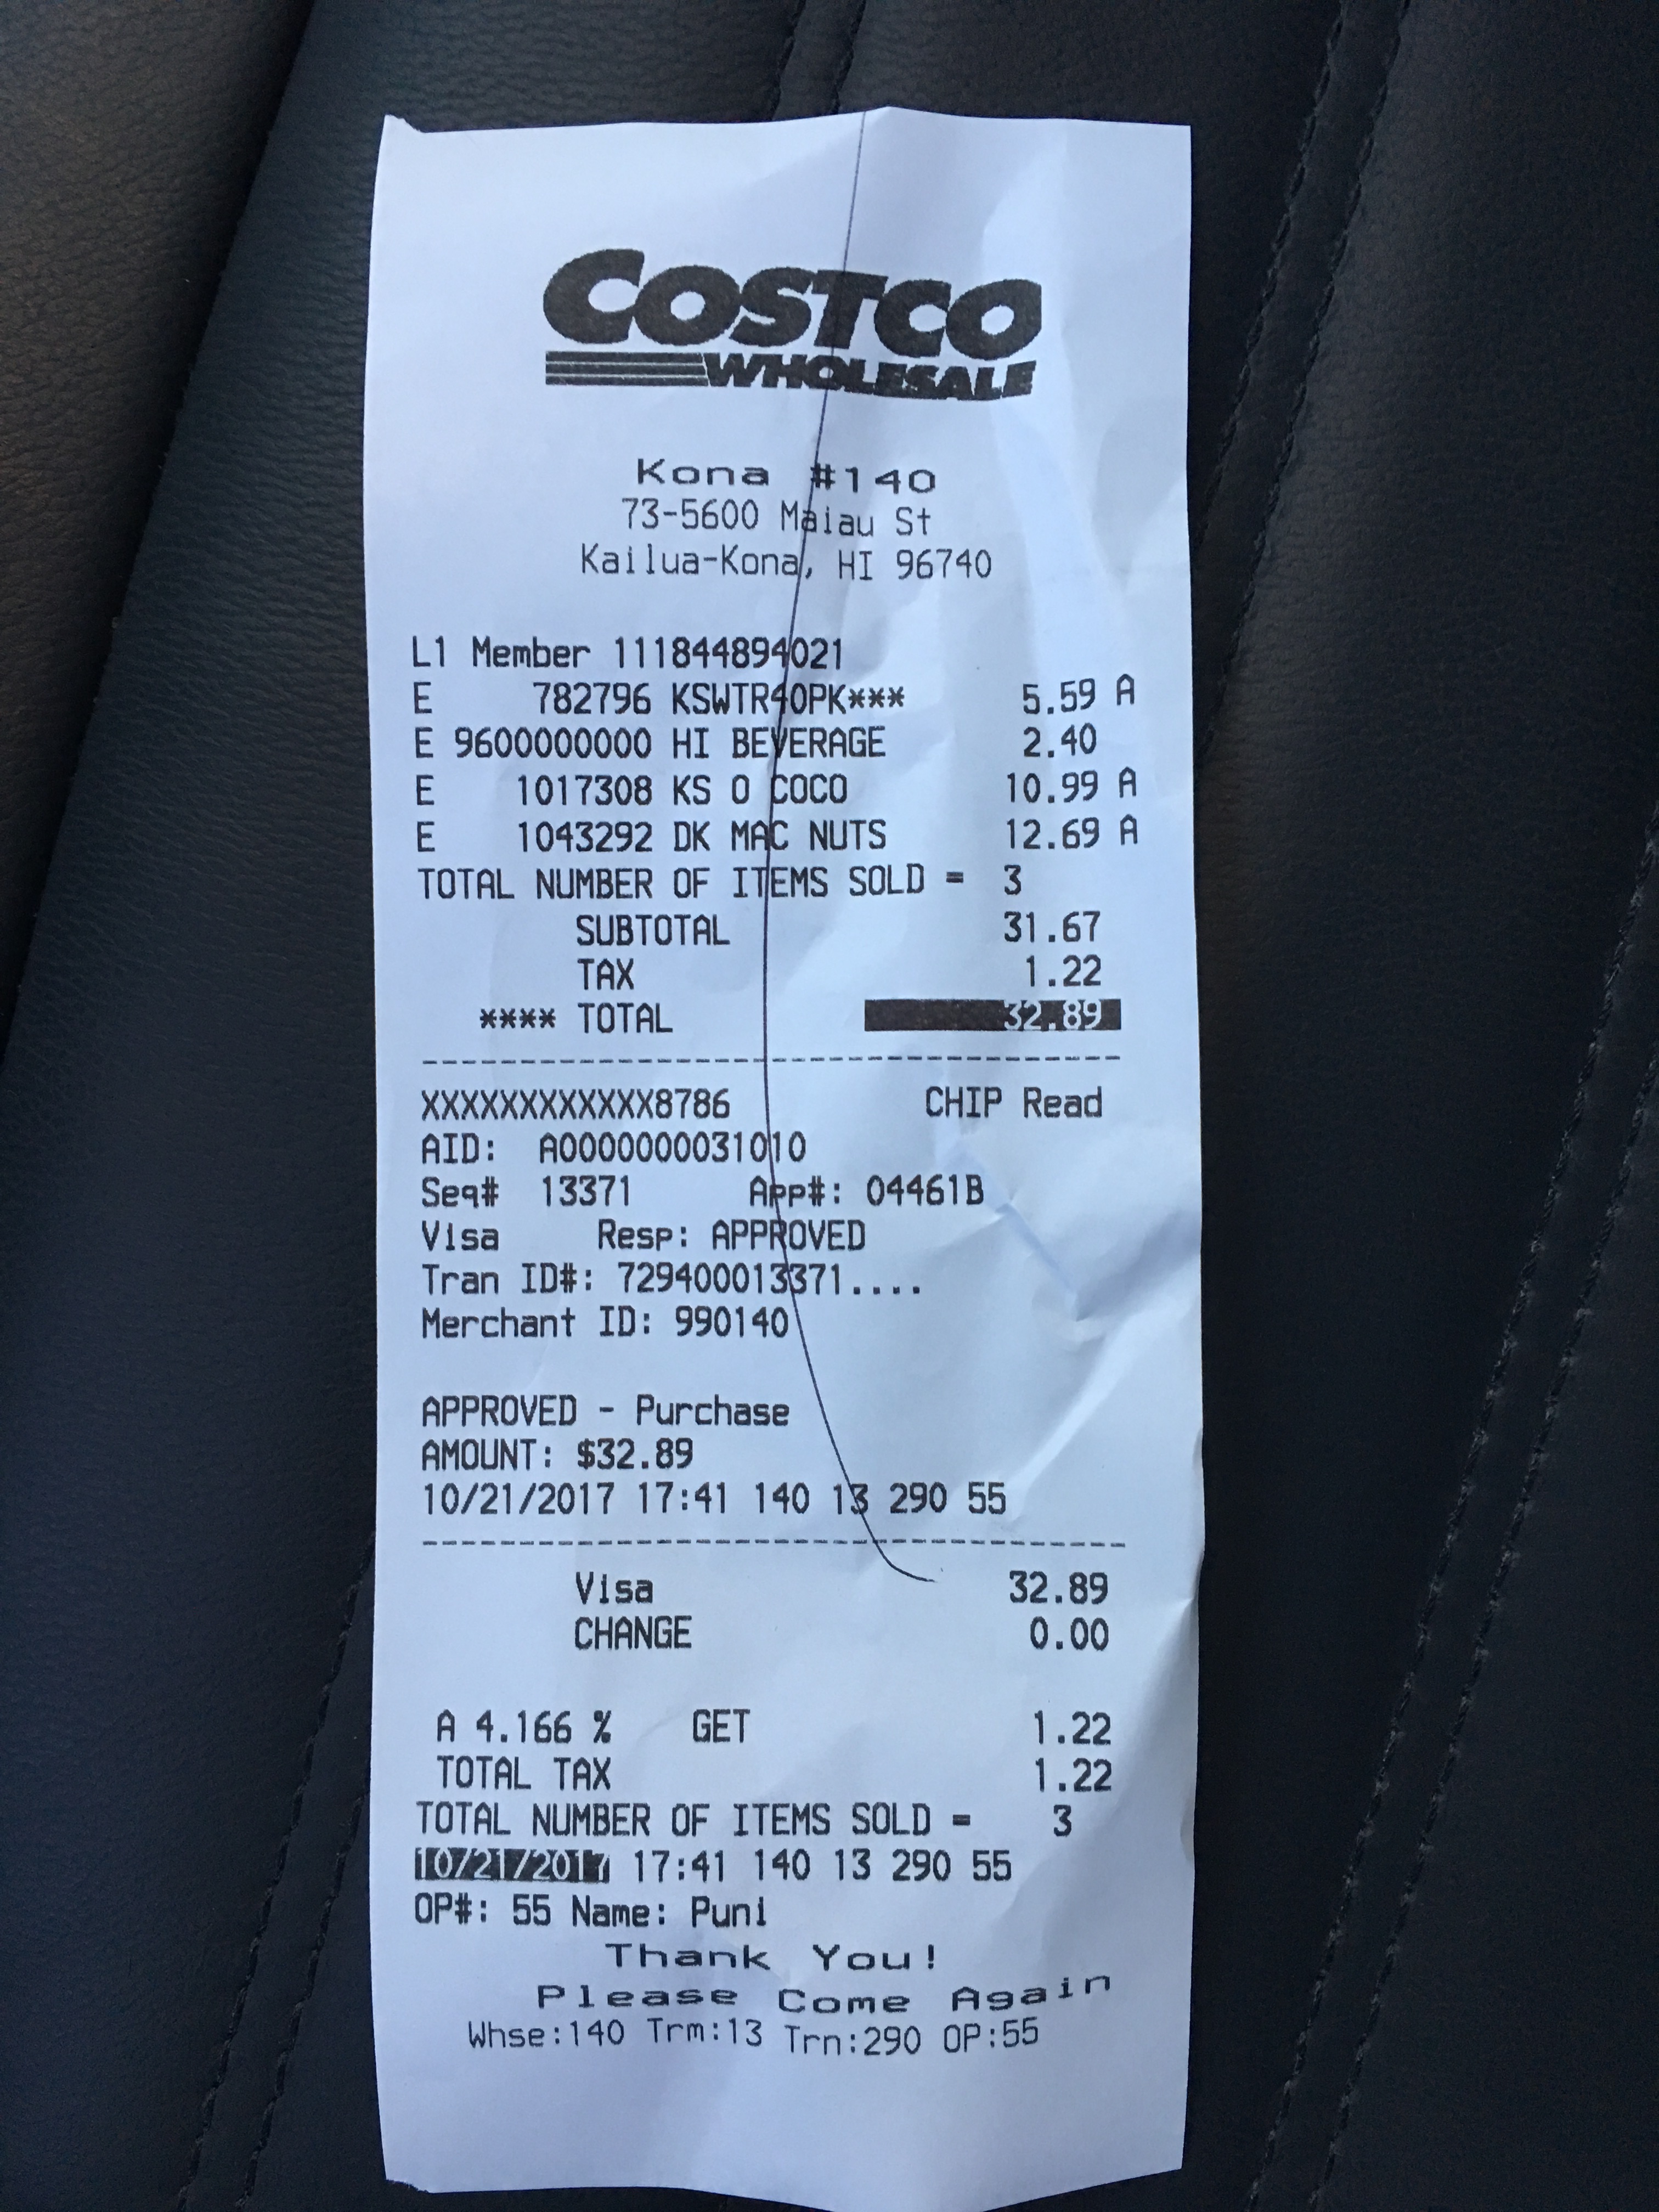 COSTCO
WHOLESALE
Kona #140
73-5600 Maiau St
Kailua-Kona, HI 96740
L1 Member 111844894021
E 782796 KSWTR40PK*** 5.59 A
E 9600000000 HI BEVERAGE 2.40
E 1017308 KS O COCO 10.99 A
E 1043292 DK MAC NUTS 12.69 A
TOTAL NUMBER OF ITEMS SOLD = 3
SUBTOTAL 31.67
TAX 1.22
**** TOTAL 32.89
XXXXXXXXXXXX8786 CHIP Read
AID: A0000000031010
Seq# 13371 App#: 04461B
Visa Resp: APPROVED
Tran ID#: 729400013371....
Merchant ID: 990140
APPROVED - Purchase
AMOUNT: $32.89
10/21/2017 17:41 140 13 290 55
Visa 32.89
CHANGE 0.00
A 4.166 % GET 1.22
TOTAL TAX 1.22
TOTAL NUMBER OF ITEMS SOLD = 3
10/21/2017 17:41 140 13 290 55
OP#: 55 Name: Puni
Thank You!
Please Come Again
Whse:140 Trm:13 Trn:290 OP:55